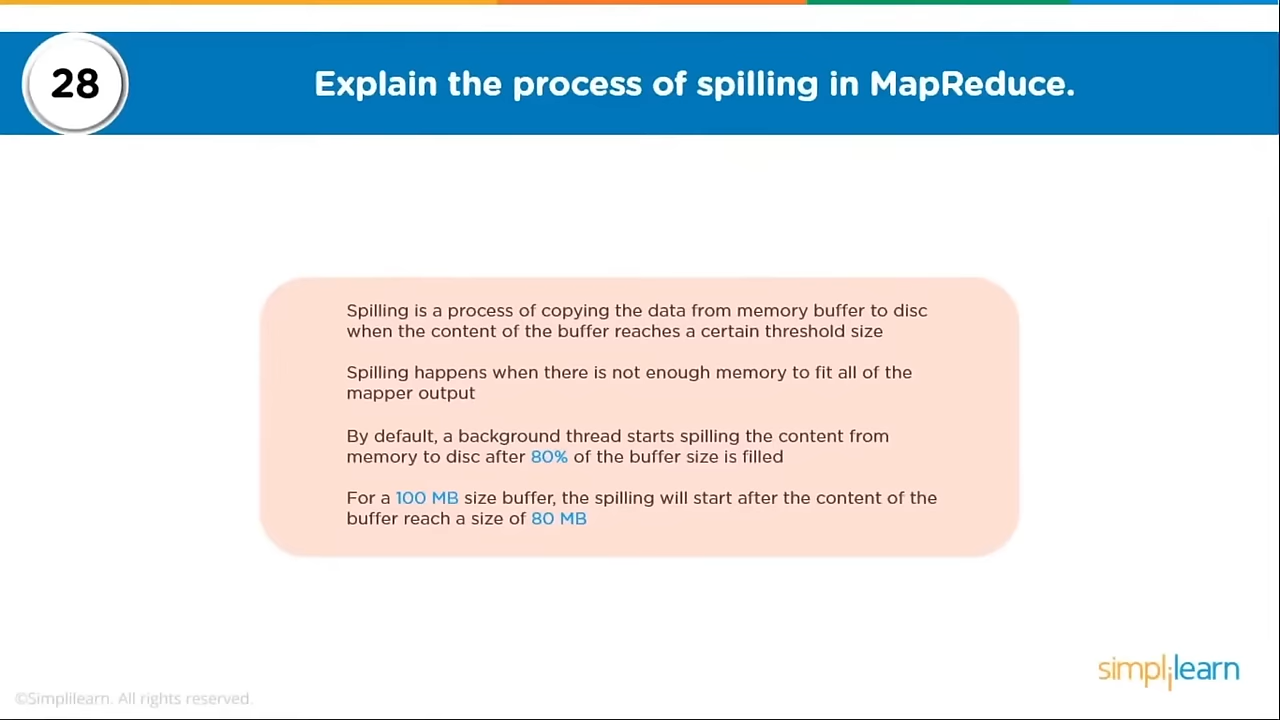 28
Explain the process of spilling in MapReduce.
Spilling is a process of copying the data from memory buffer to disc
when the content of the buffer reaches a certain threshold size
Spilling happens when there is not enough memory to fit all of the
mapper output
By default, a background thread starts spilling the content from
memory to disc after 80% of the buffer size is filled
For a 100 MB size buffer, the spilling will start after the content of the
buffer reach a size of 80 MB
simplilearn
©Simplilearn. All rights reserved.